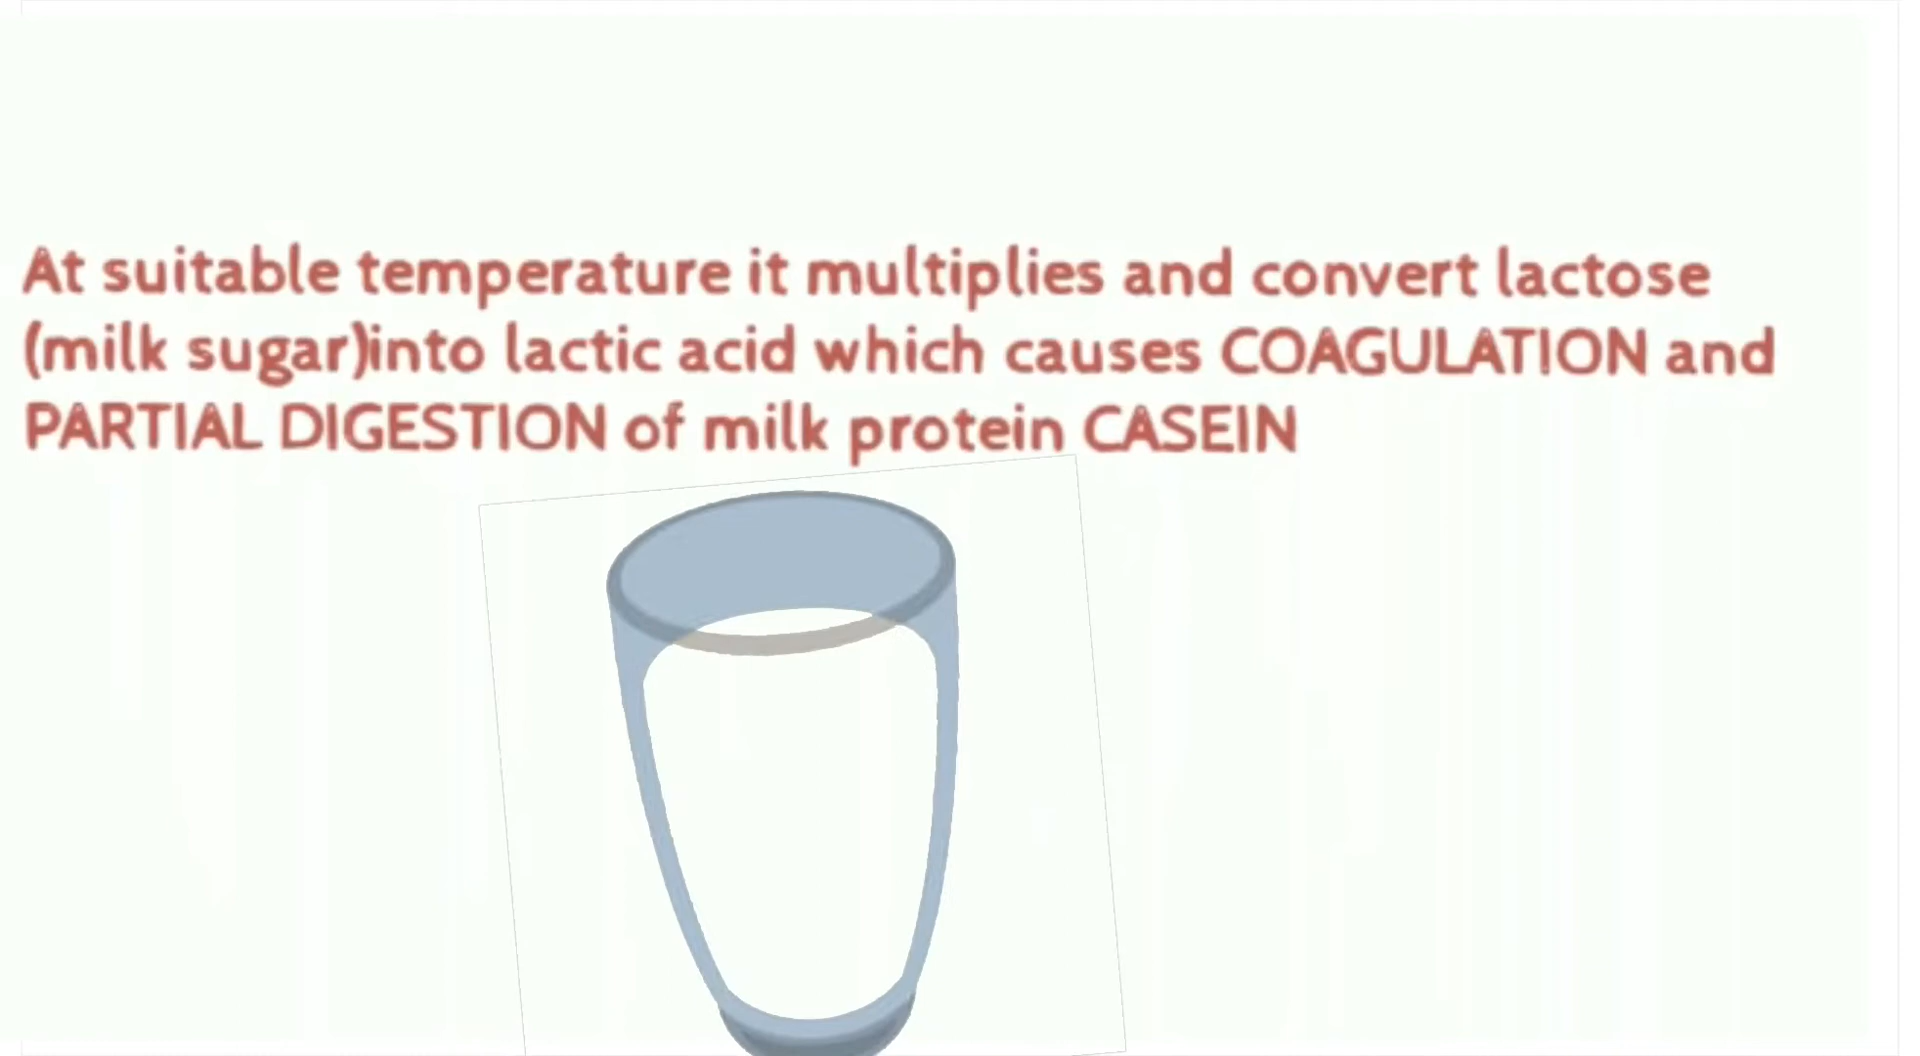 At suitable temperature it multiplies and convert lactose
(milk sugar)into lactic acid which causes COAGULATION and
PARTIAL DIGESTION of milk protein CASEIN